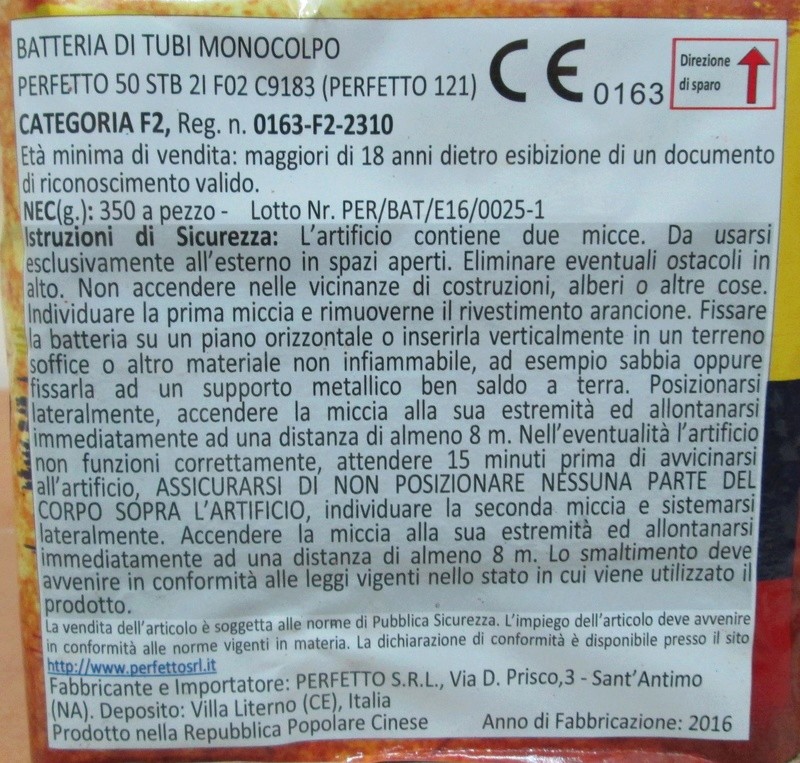 BATTERIA DI TUBI MONOCOLPO
PERFETTO 50 STB 2I F02 C9183 (PERFETTO 121)
CE 0163
Direzione
di sparo
CATEGORIA F2, Reg. n. 0163-F2-2310
Età minima di vendita: maggiori di 18 anni dietro esibizione di un documento
di riconoscimento valido.
NEC(g.): 350 a pezzo - Lotto Nr. PER/BAT/E16/0025-1
Istruzioni di Sicurezza: L'artificio contiene due micce. Da usarsi
esclusivamente all'esterno in spazi aperti. Eliminare eventuali ostacoli in
alto. Non accendere nelle vicinanze di costruzioni, alberi o altre cose.
Individuare la prima miccia e rimuoverne il rivestimento arancione. Fissare
la batteria su un piano orizzontale o inserirla verticalmente in un terreno
soffice o altro materiale non infiammabile, ad esempio sabbia oppure
fissarla ad un supporto metallico ben saldo a terra. Posizionarsi
lateralmente, accendere la miccia alla sua estremità ed allontanarsi
immediatamente ad una distanza di almeno 8 m. Nell'eventualità l'artificio
non funzioni correttamente, attendere 15 minuti prima di avvicinarsi
all'artificio, ASSICURARSI DI NON POSIZIONARE NESSUNA PARTE DEL
CORPO SOPRA L'ARTIFICIO, individuare la seconda miccia e sistemarsi
lateralmente. Accendere la miccia alla sua estremità ed allontanarsi
immediatamente ad una distanza di almeno 8 m. Lo smaltimento deve
avvenire in conformità alle leggi vigenti nello stato in cui viene utilizzato il
prodotto.
La vendita dell'articolo è soggetta alle norme di Pubblica Sicurezza. L'impiego dell'articolo deve avvenire
in conformità alle norme vigenti in materia. La dichiarazione di conformità è disponibile presso il sito
http://www.perfettosrl.it
Fabbricante e Importatore: PERFETTO S.R.L., Via D. Prisco,3 - Sant'Antimo
(NA). Deposito: Villa Literno (CE), Italia
Prodotto nella Repubblica Popolare Cinese Anno di Fabbricazione: 2016